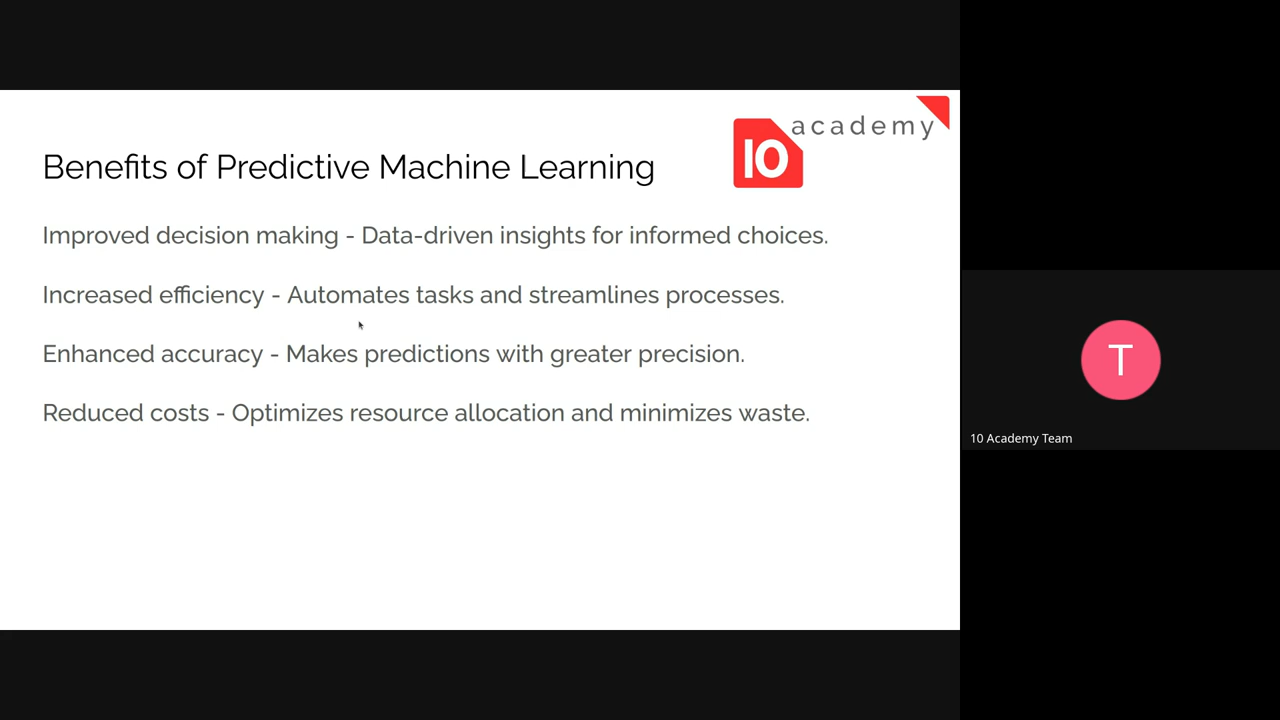 10 academy
Benefits of Predictive Machine Learning
Improved decision making - Data-driven insights for informed choices.
Increased efficiency - Automates tasks and streamlines processes.
Enhanced accuracy - Makes predictions with greater precision.
Reduced costs - Optimizes resource allocation and minimizes waste.
T
10 Academy Team